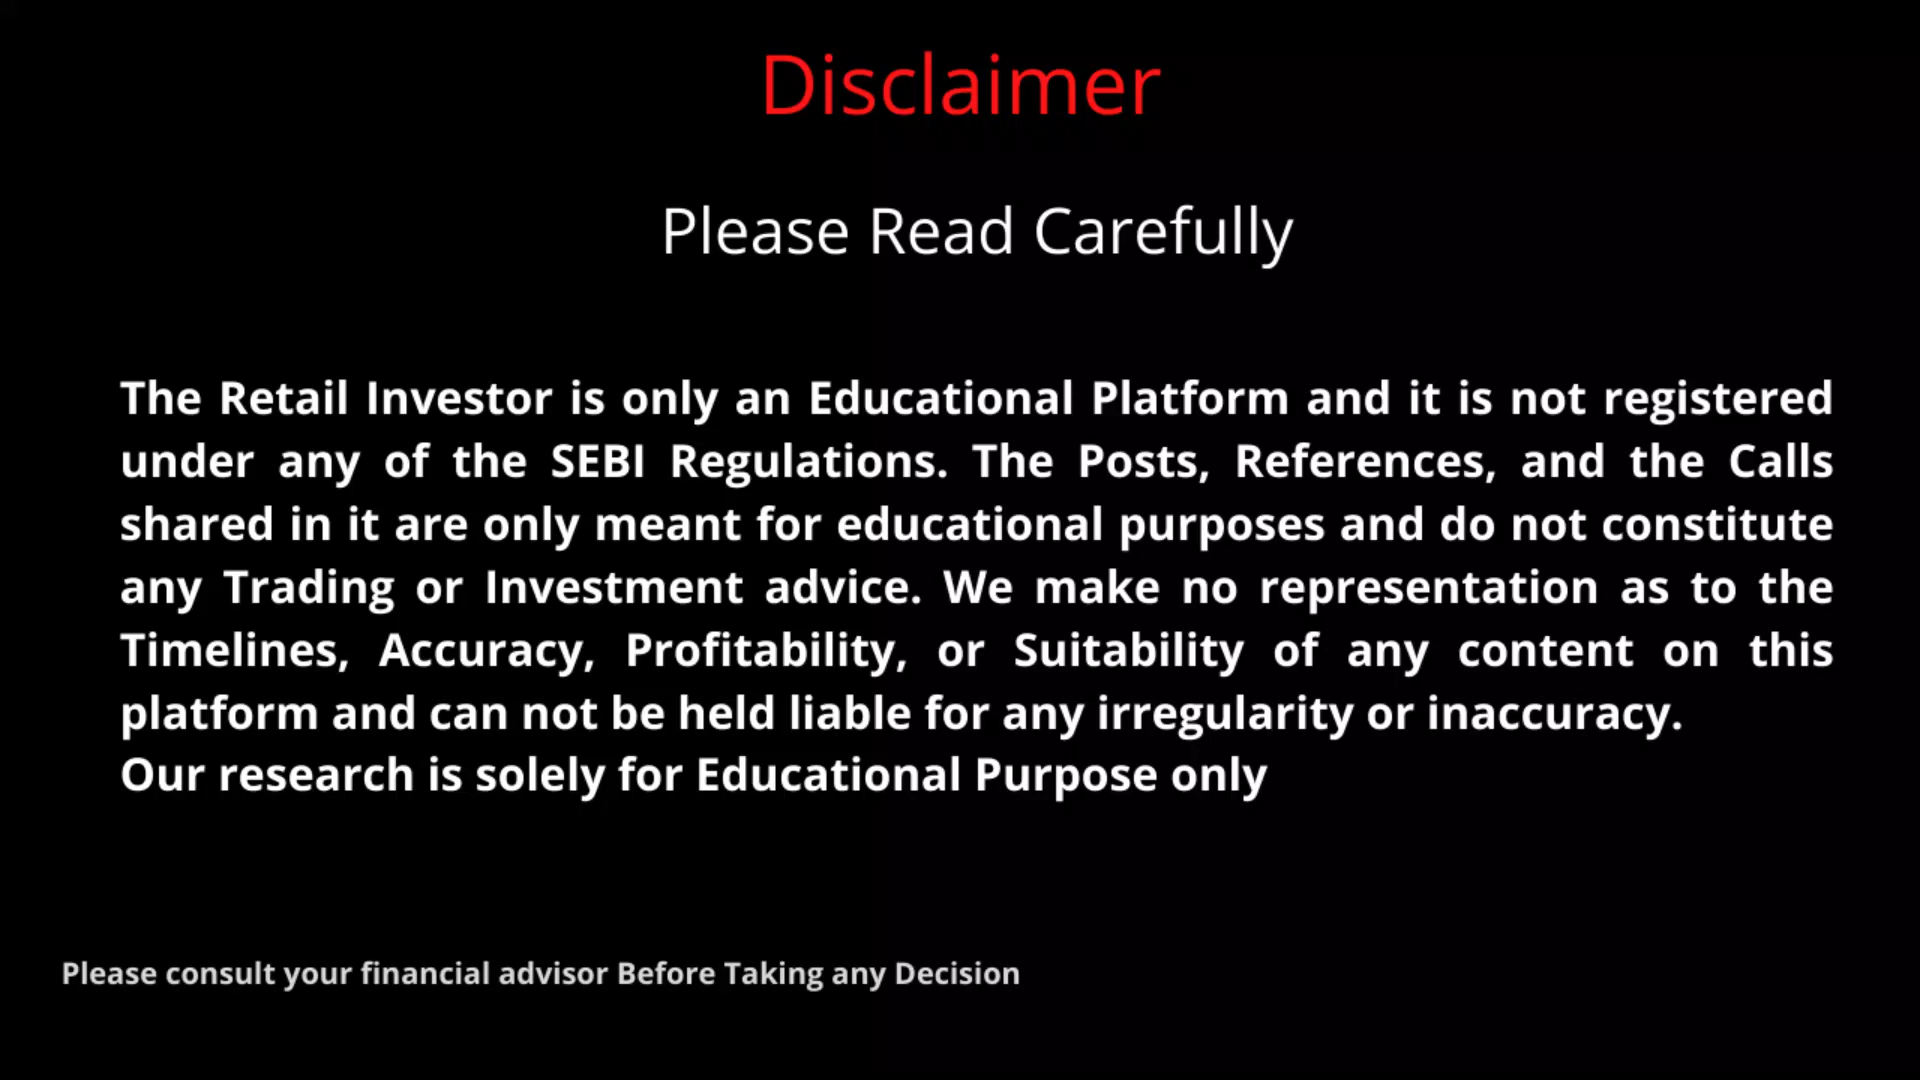 Disclaimer
Please Read Carefully
The Retail Investor is only an Educational Platform and it is not registered
under any of the SEBI Regulations. The Posts, References, and the Calls
shared in it are only meant for educational purposes and do not constitute
any Trading or Investment advice. We make no representation as to the
Timelines, Accuracy, Profitability, or Suitability of any content on this
platform and can not be held liable for any irregularity or inaccuracy.
Our research is solely for Educational Purpose only
Please consult your financial advisor Before Taking any Decision